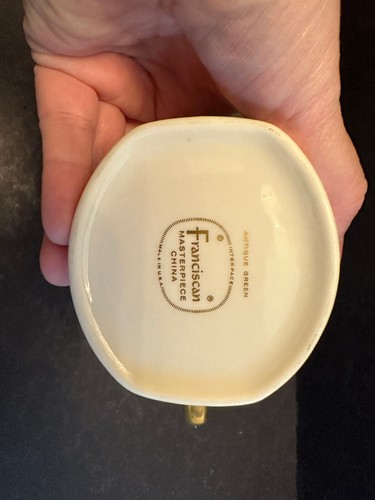 ANTIQUE GREEN
© INTERPACE
Franciscan ®
MASTERPIECE
CHINA
MADE IN U.S.A.